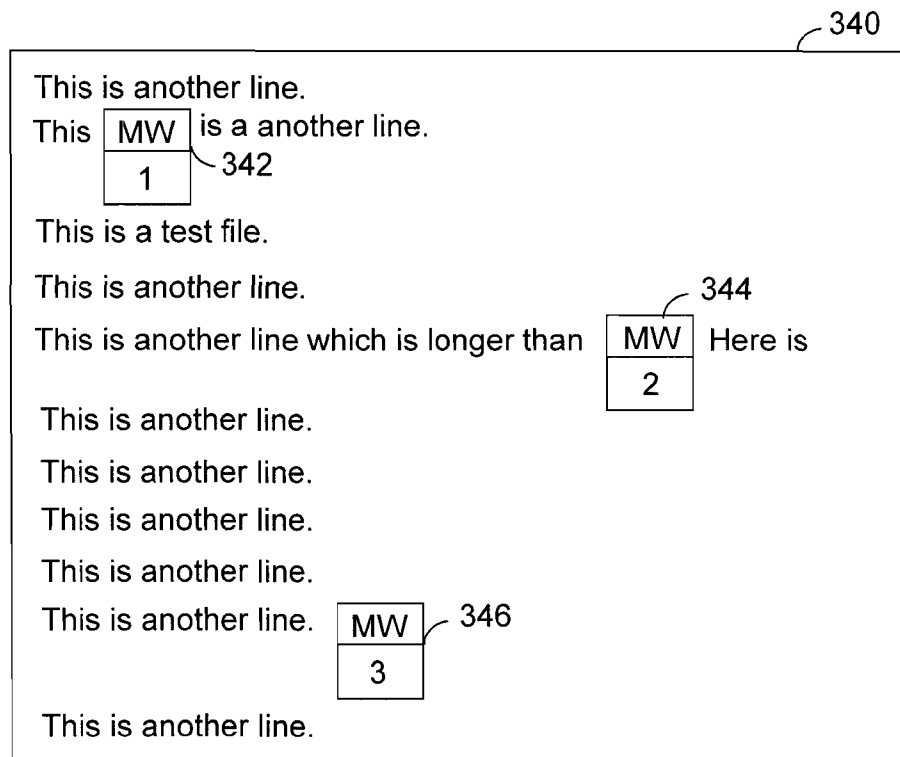 340
This is another line.
This MW is a another line.
1 342
This is a test file.
This is another line. 344
This is another line which is longer than MW Here is
2
This is another line.
This is another line.
This is another line.
This is another line.
This is another line. MW 346
3
This is another line.